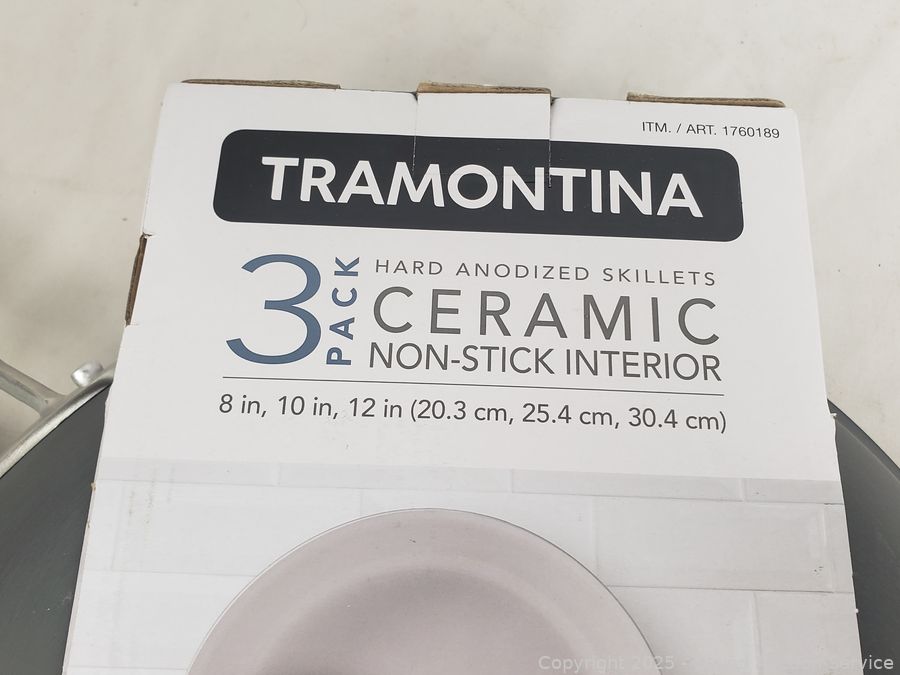 ITM. / ART. 1760189
TRAMONTINA
3 PACK
HARD ANODIZED SKILLETS
CERAMIC
NON-STICK INTERIOR
8 in, 10 in, 12 in (20.3 cm, 25.4 cm, 30.4 cm)
Copyright 2025 - Service